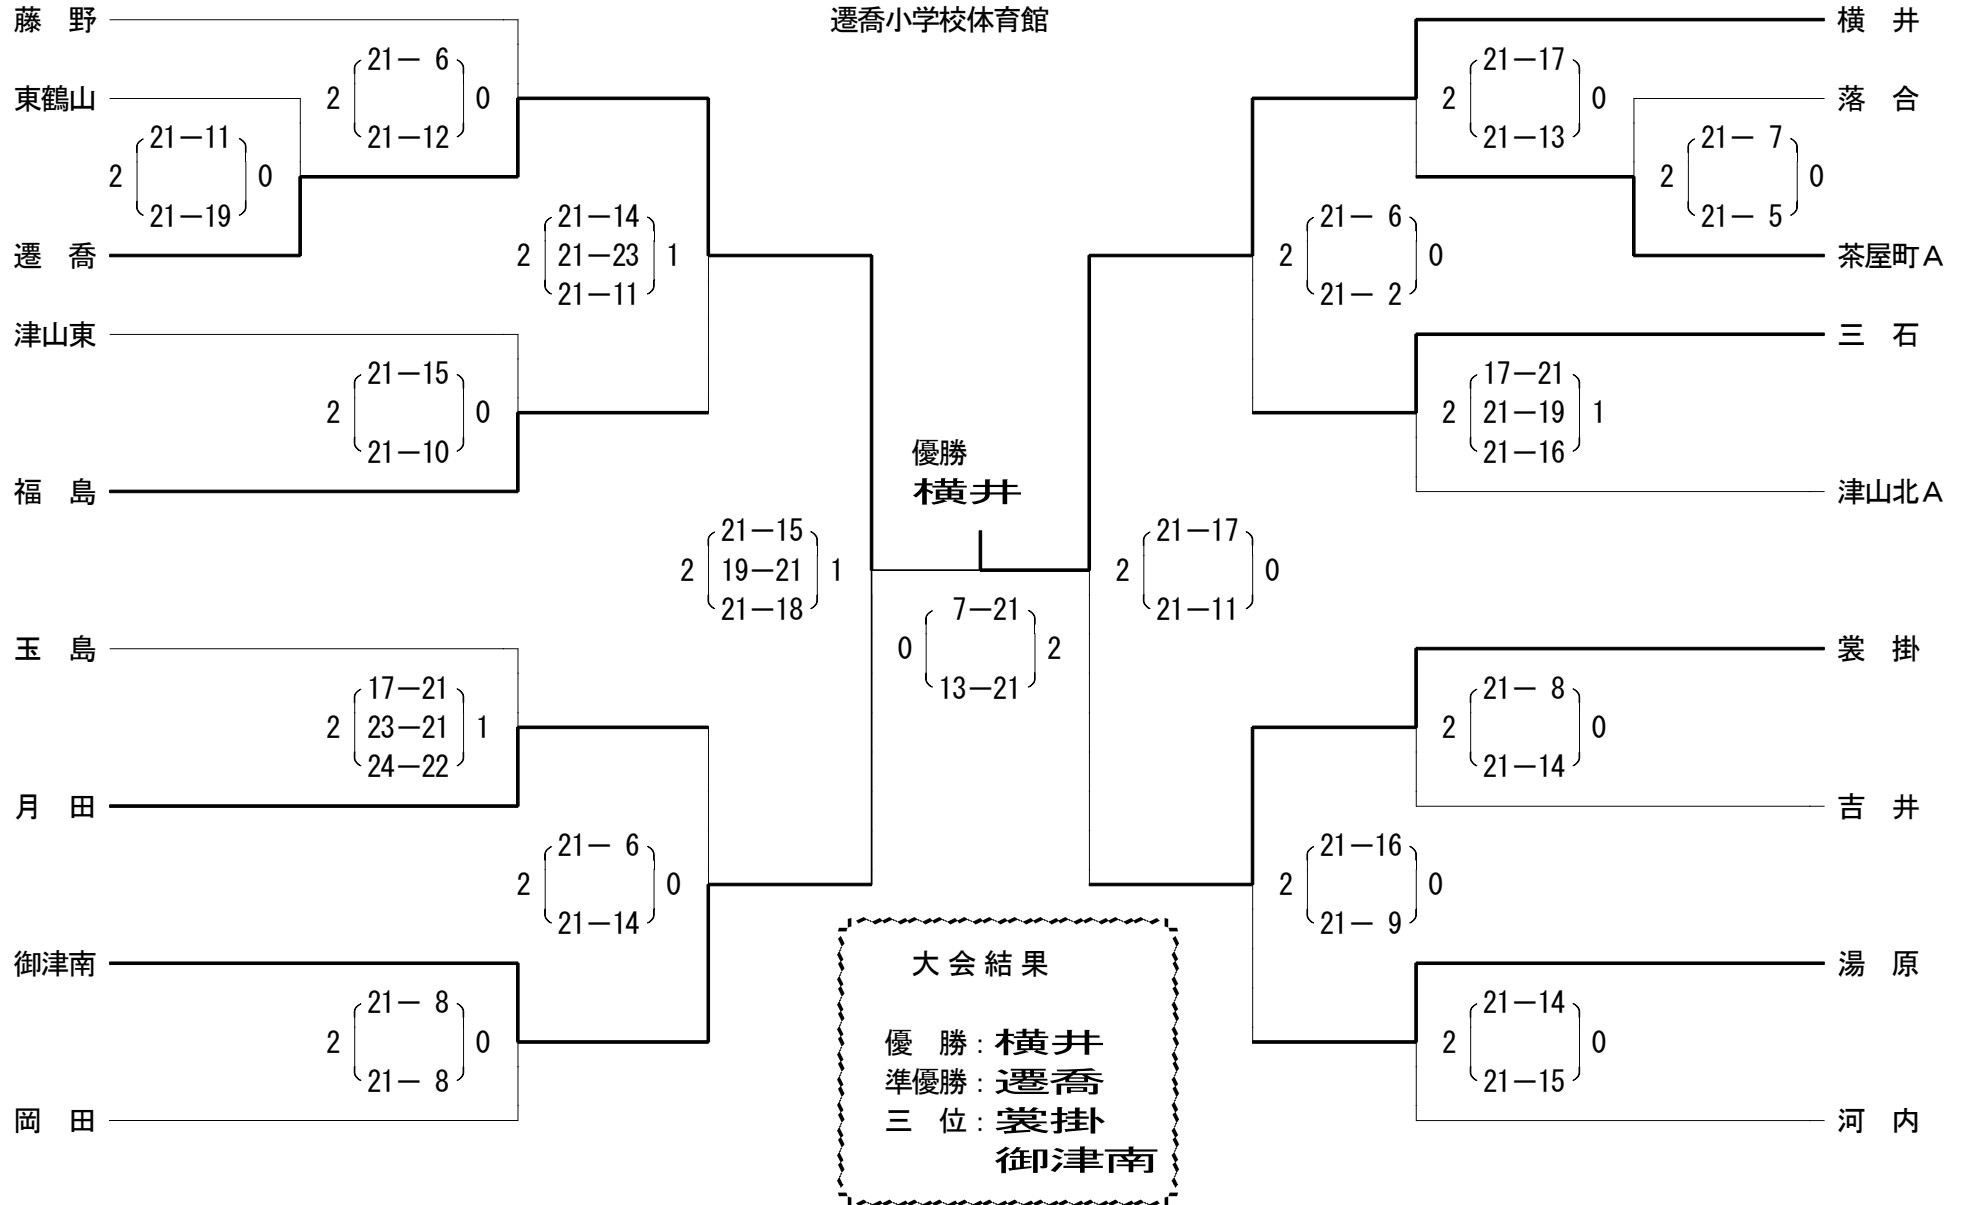 遷喬小学校体育館
藤　野
21－ 6
2 0
21－12
東鶴山
21－11
2 0
21－19
遷　喬
21－14
2 21－23 1
21－11
津山東
21－15
2 0
21－10
福　島
21－15
2 19－21 1
21－18
玉　島
17－21
2 23－21 1
24－22
月　田
21－ 6
2 0
21－14
御津南
21－ 8
2 0
21－ 8
岡　田
優勝
横井
7－21
0 2
13－21
横　井
21－17
2 0
21－13
落　合
21－ 7
2 0
21－ 5
茶屋町Ａ
21－ 6
2 0
21－ 2
三　石
17－21
2 21－19 1
21－16
津山北Ａ
21－17
2 0
21－11
裳　掛
21－ 8
2 0
21－14
吉　井
21－16
2 0
21－ 9
湯　原
21－14
2 0
21－15
河　内
大会結果
優　勝：横井
準優勝：遷喬
三　位：裳掛
御津南